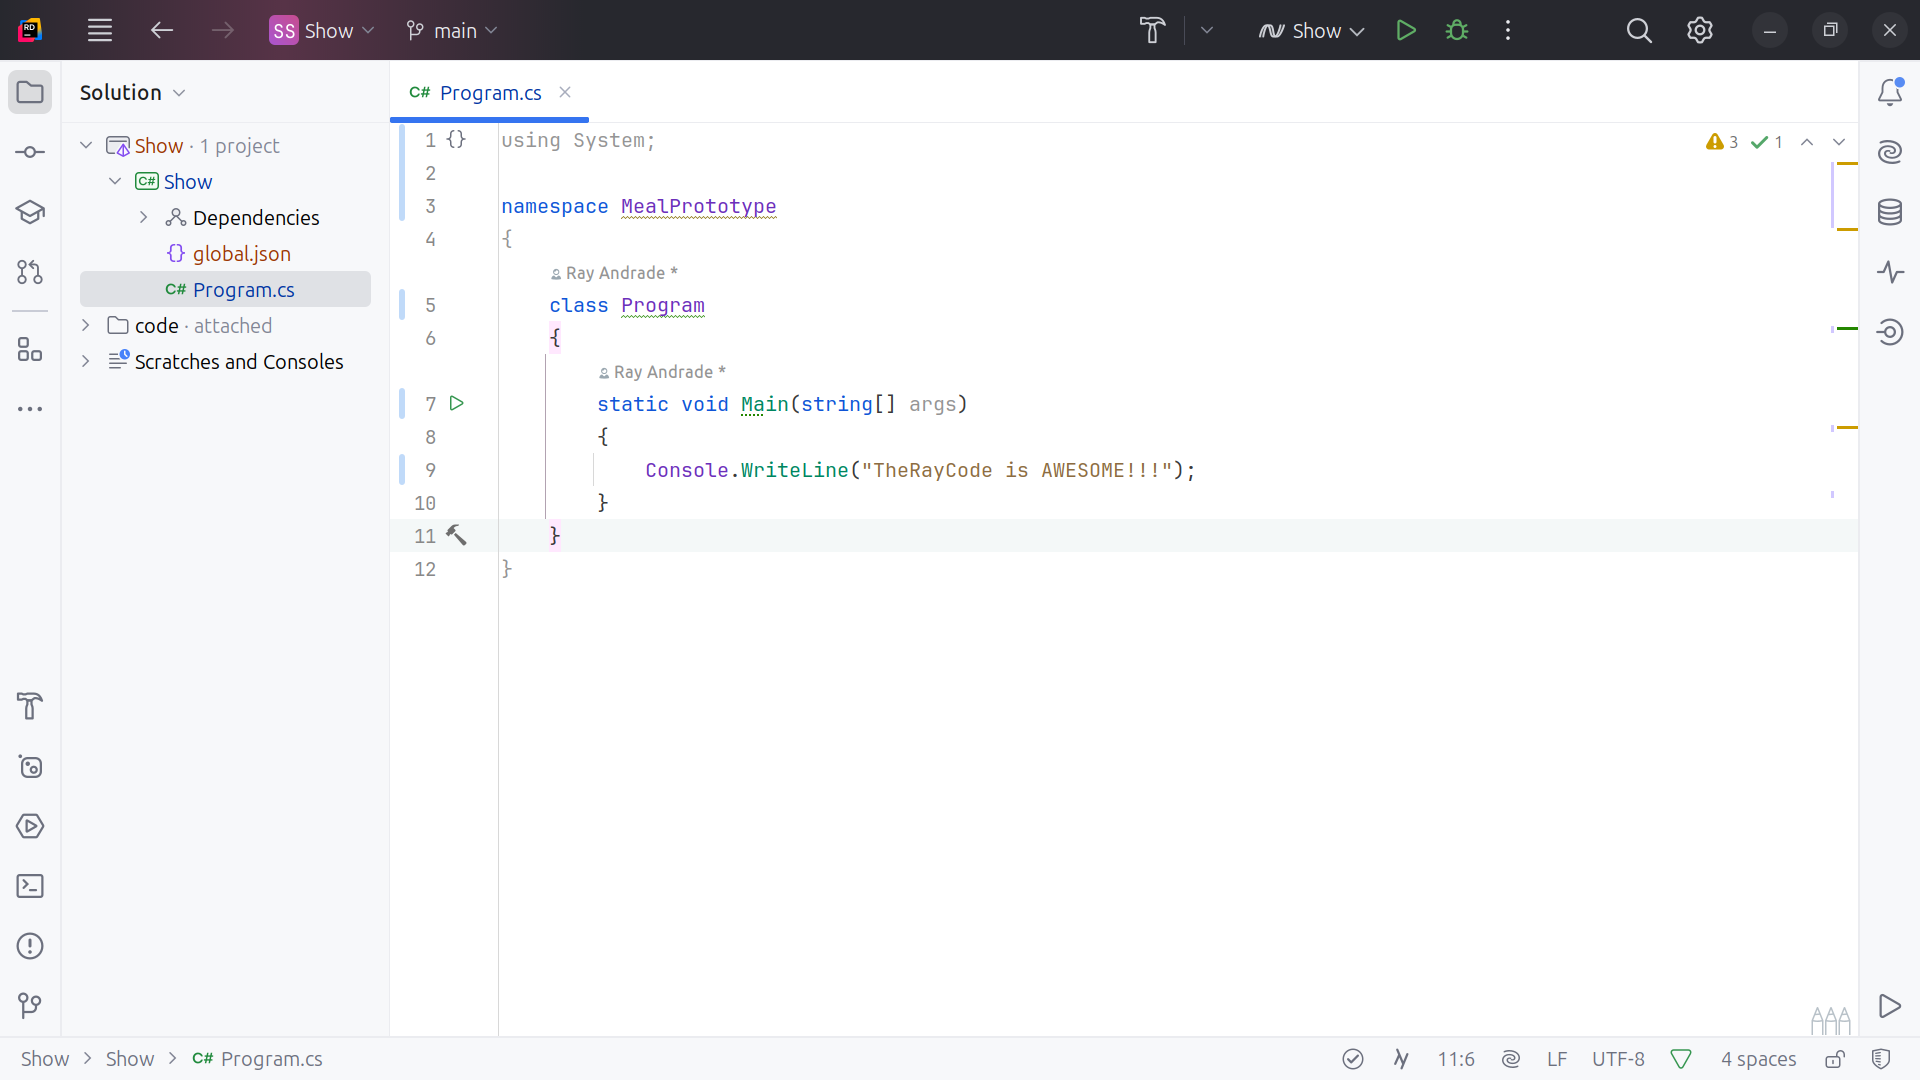 RD
SS Show
main
Show
Solution
Show · 1 project
C# Show
Dependencies
{} global.json
C# Program.cs
code · attached
Scratches and Consoles
C# Program.cs
3 1
1 {} using System;
2
3 namespace MealPrototype
4 {
Ray Andrade *
5 class Program
6 {
Ray Andrade *
7 static void Main(string[] args)
8 {
9 Console.WriteLine("TheRayCode is AWESOME!!!");
10 }
11 }
12 }
Show > Show > C# Program.cs
11:6 LF UTF-8 4 spaces